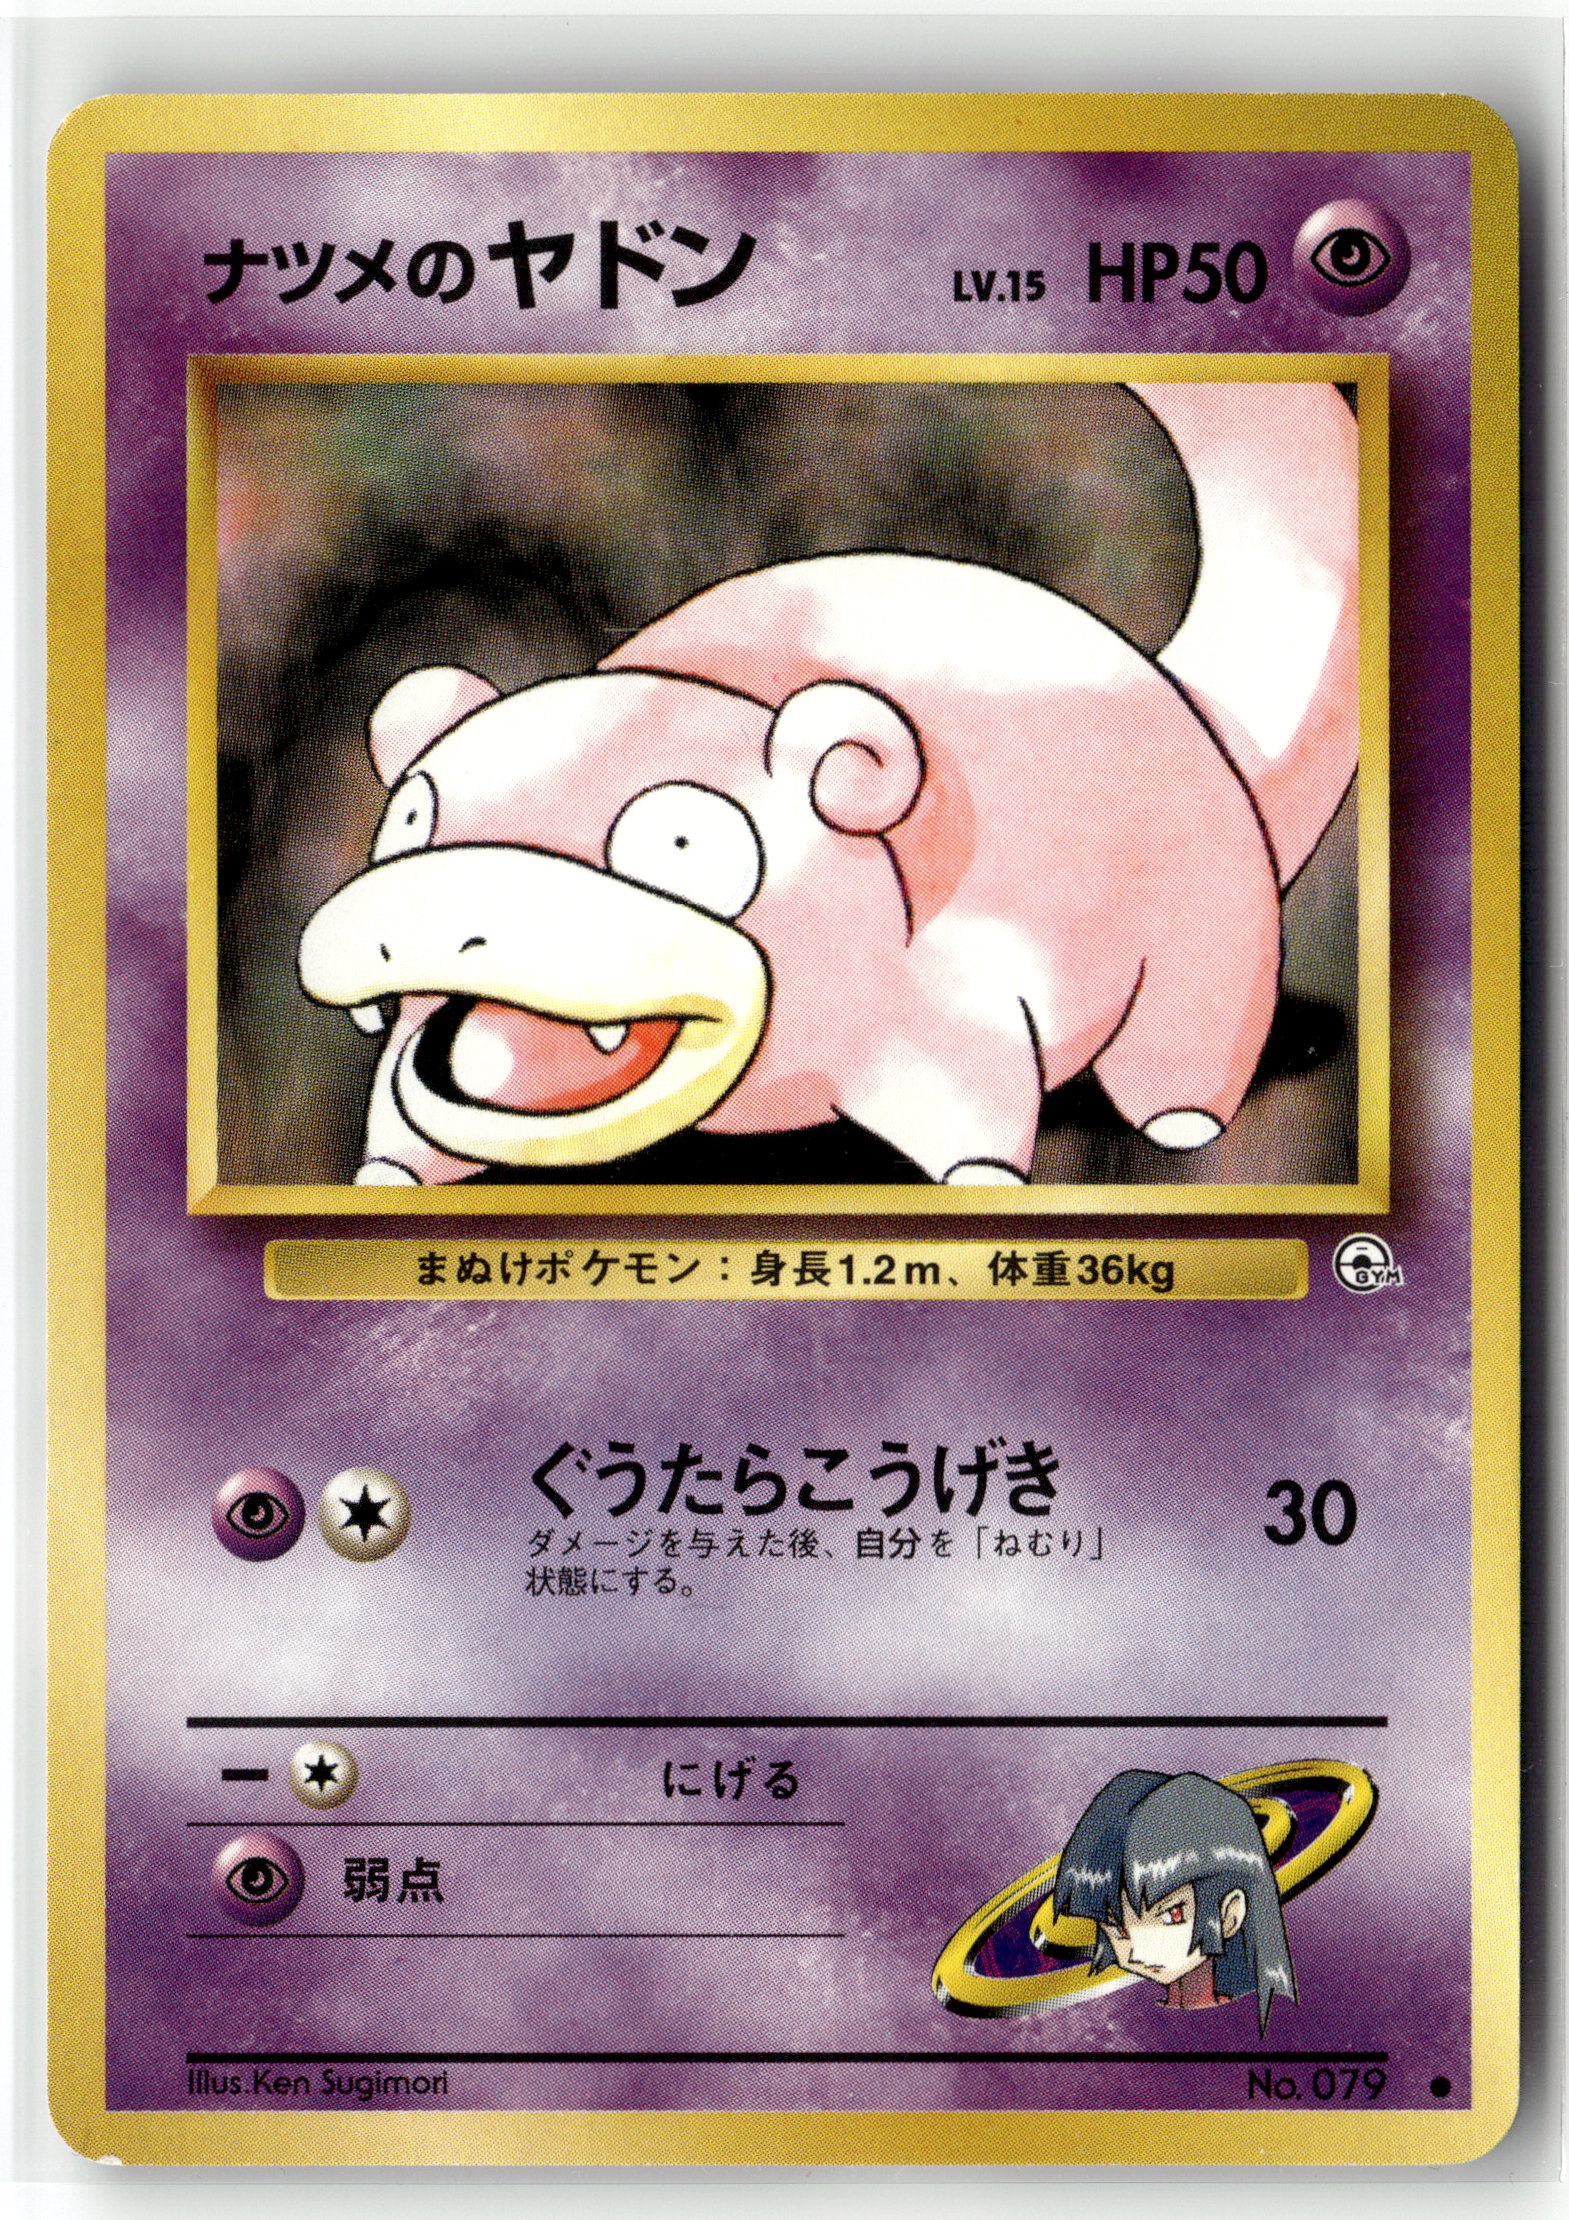 ナツメのヤドン LV.15 HP50
まぬけポケモン：身長1.2m、体重36kg
GYM
ぐうたらこうげき 30
ダメージを与えた後、自分を「ねむり」
状態にする。
ー にげる
弱点
Illus.Ken Sugimori No. 079 ●